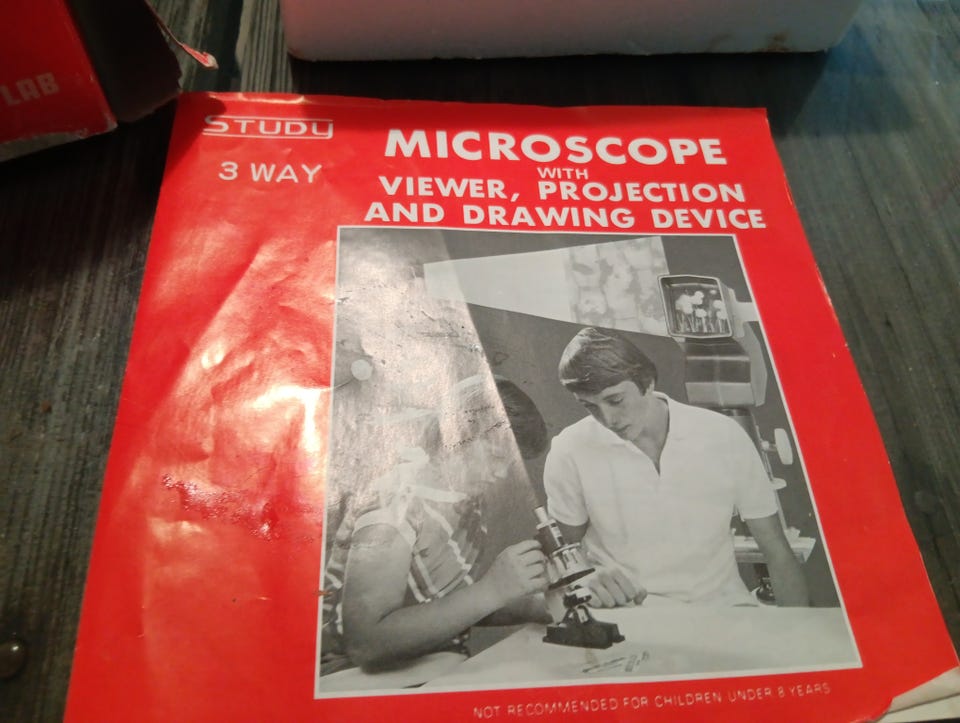 LAB
STUDY
3 WAY
MICROSCOPE
WITH
VIEWER, PROJECTION
AND DRAWING DEVICE
NOT RECOMMENDED FOR CHILDREN UNDER 8 YEARS